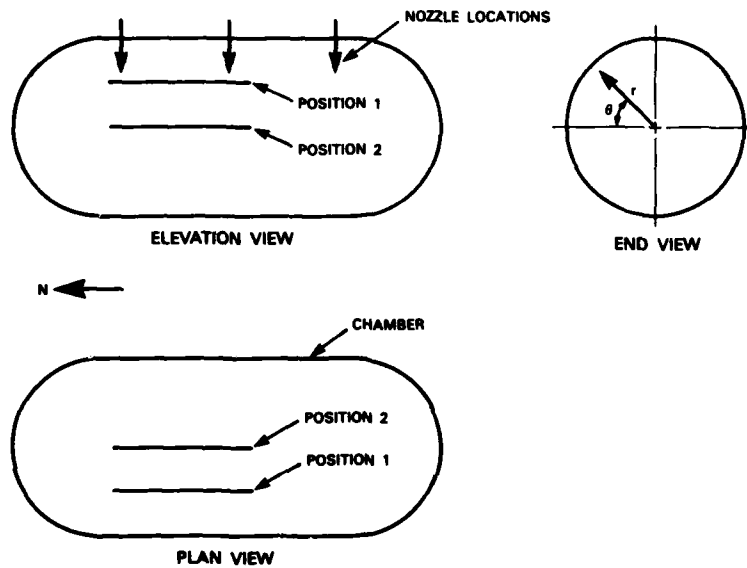 NOZZLE LOCATIONS
POSITION 1
POSITION 2
ELEVATION VIEW
r
θ
END VIEW
N
CHAMBER
POSITION 2
POSITION 1
PLAN VIEW